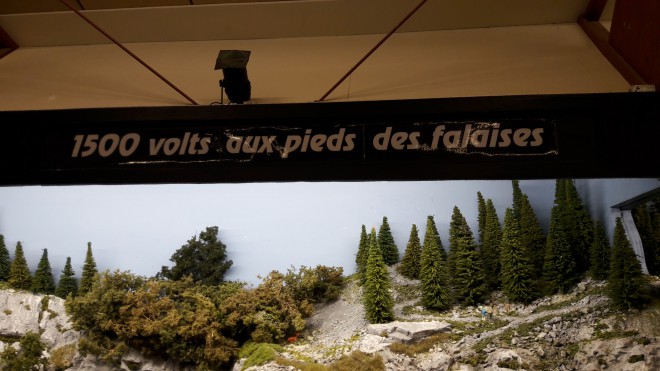 1500 volts aux pieds des falaises